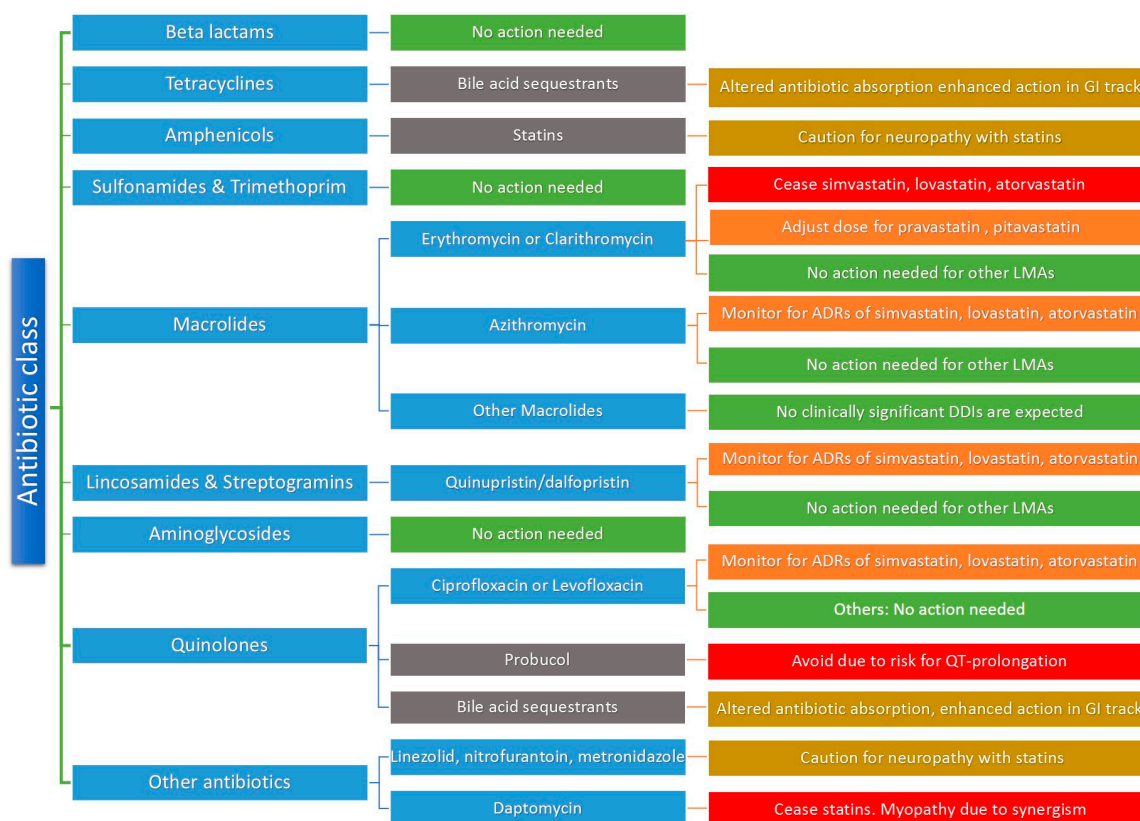 Antibiotic class
Beta lactams
No action needed
Tetracyclines
Bile acid sequestrants
Altered antibiotic absorption enhanced action in GI track
Amphenicols
Statins
Caution for neuropathy with statins
Sulfonamides & Trimethoprim
No action needed
Macrolides
Erythromycin or Clarithromycin
Cease simvastatin, lovastatin, atorvastatin
Adjust dose for pravastatin , pitavastatin
No action needed for other LMAs
Azithromycin
Monitor for ADRs of simvastatin, lovastatin, atorvastatin
No action needed for other LMAs
Other Macrolides
No clinically significant DDIs are expected
Lincosamides & Streptogramins
Quinupristin/dalfopristin
Monitor for ADRs of simvastatin, lovastatin, atorvastatin
No action needed for other LMAs
Aminoglycosides
No action needed
Quinolones
Ciprofloxacin or Levofloxacin
Monitor for ADRs of simvastatin, lovastatin, atorvastatin
Others: No action needed
Probucol
Avoid due to risk for QT-prolongation
Bile acid sequestrants
Altered antibiotic absorption, enhanced action in GI track
Other antibiotics
Linezolid, nitrofurantoin, metronidazole
Caution for neuropathy with statins
Daptomycin
Cease statins. Myopathy due to synergism